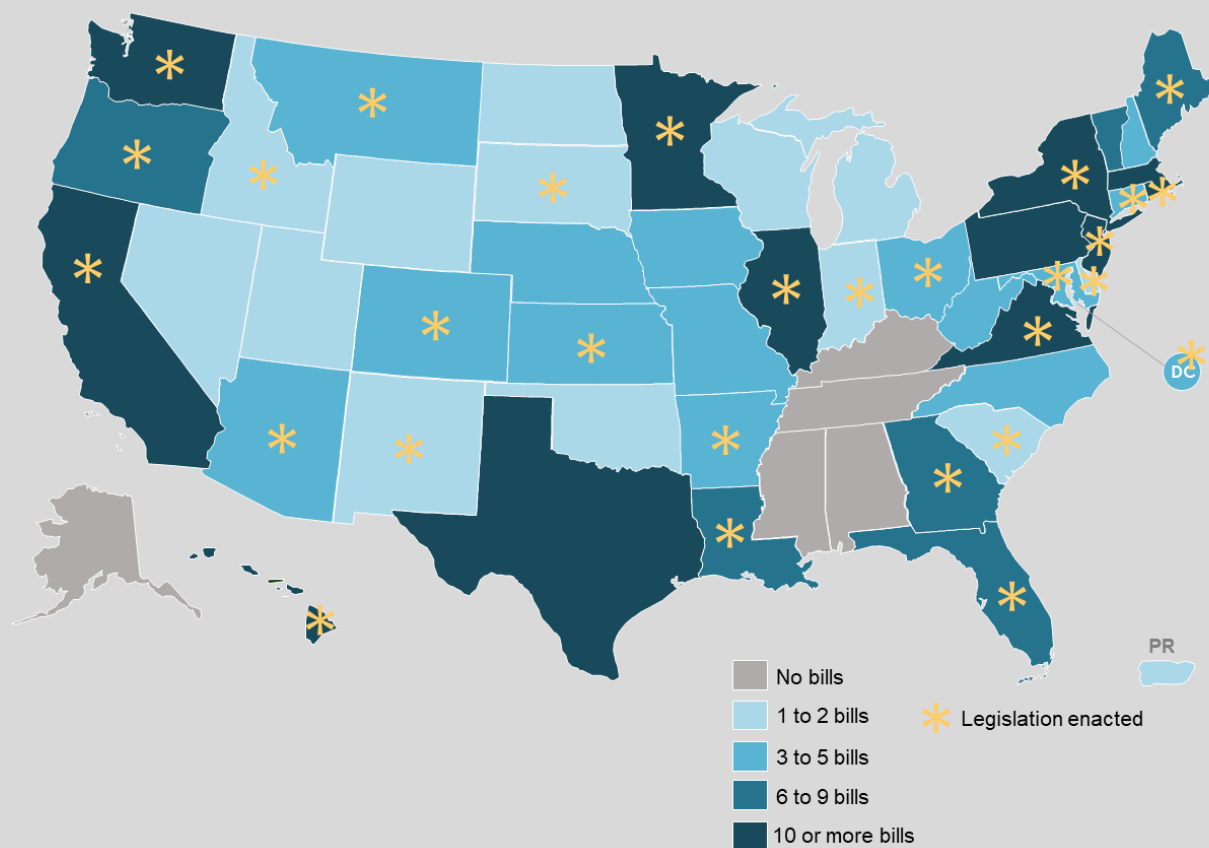 DC
PR
No bills
1 to 2 bills
Legislation enacted
3 to 5 bills
6 to 9 bills
10 or more bills